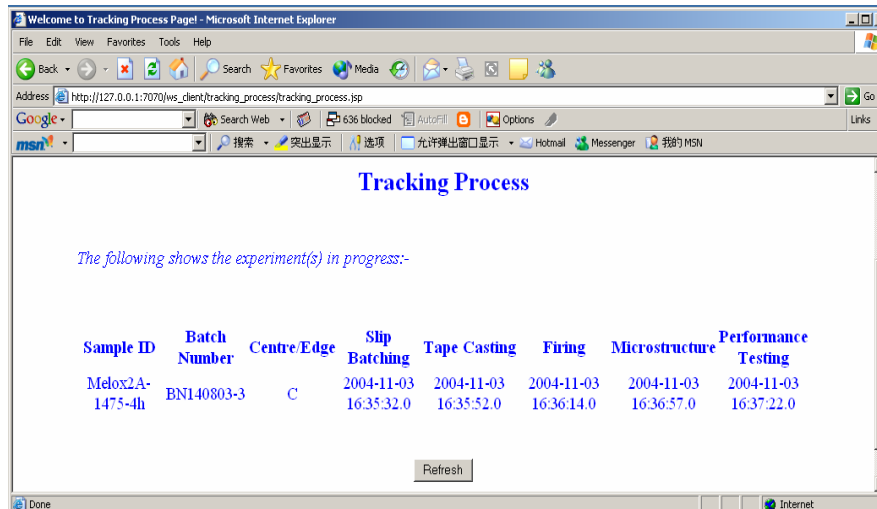 Welcome to Tracking Process Page! - Microsoft Internet Explorer
File Edit View Favorites Tools Help
Back Search Favorites Media
Address http://127.0.0.1:7070/ws_client/tracking_process/tracking_process.jsp Go
Google Search Web 636 blocked AutoFill Options Links
msn 搜索 突出显示 选项 允许弹出窗口显示 Hotmail Messenger 我的 MSN
Tracking Process
The following shows the experiment(s) in progress:-
Sample ID Batch Number Centre/Edge Slip Batching Tape Casting Firing Microstructure Performance Testing
Melox2A-1475-4h BN140803-3 C 2004-11-03 16:35:32.0 2004-11-03 16:35:52.0 2004-11-03 16:36:14.0 2004-11-03 16:36:57.0 2004-11-03 16:37:22.0
Refresh
Done Internet